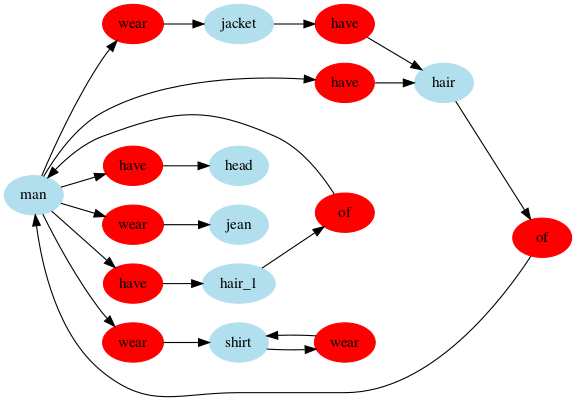 wear jacket have
have hair
have head
man
wear jean of
of
have hair_1
wear shirt wear